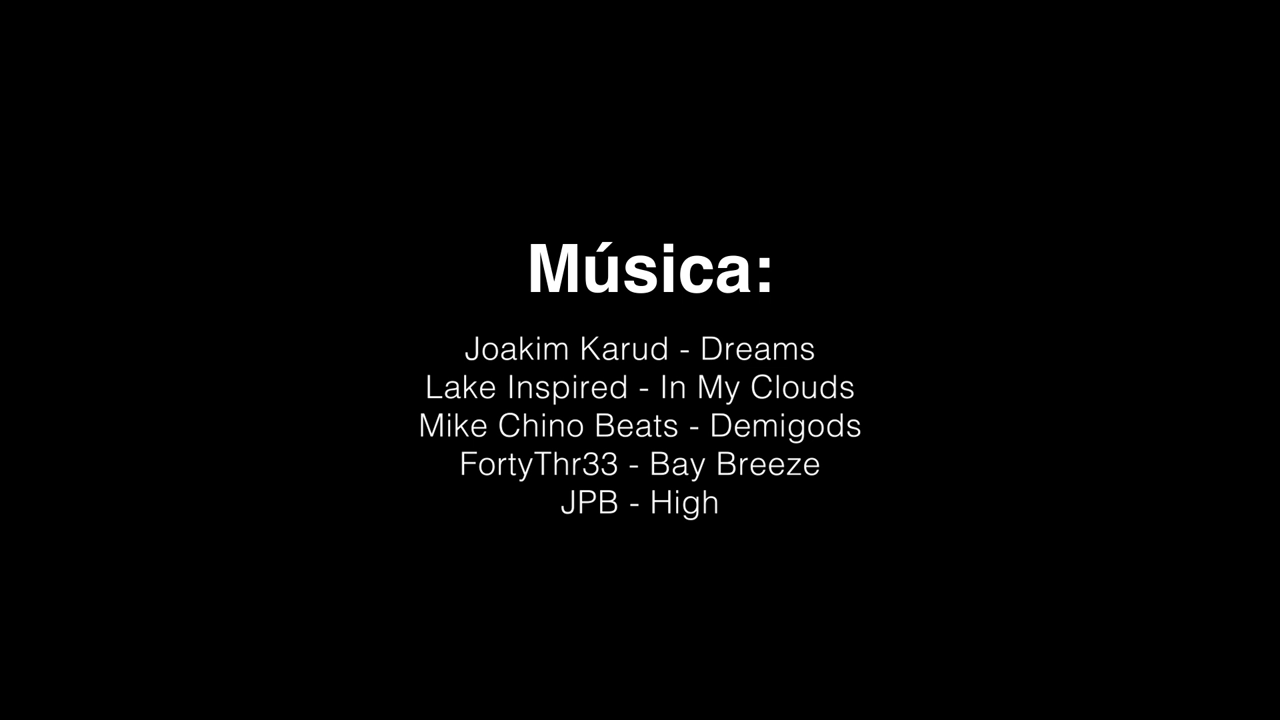 Música:
Joakim Karud - Dreams
Lake Inspired - In My Clouds
Mike Chino Beats - Demigods
FortyThr33 - Bay Breeze
JPB - High